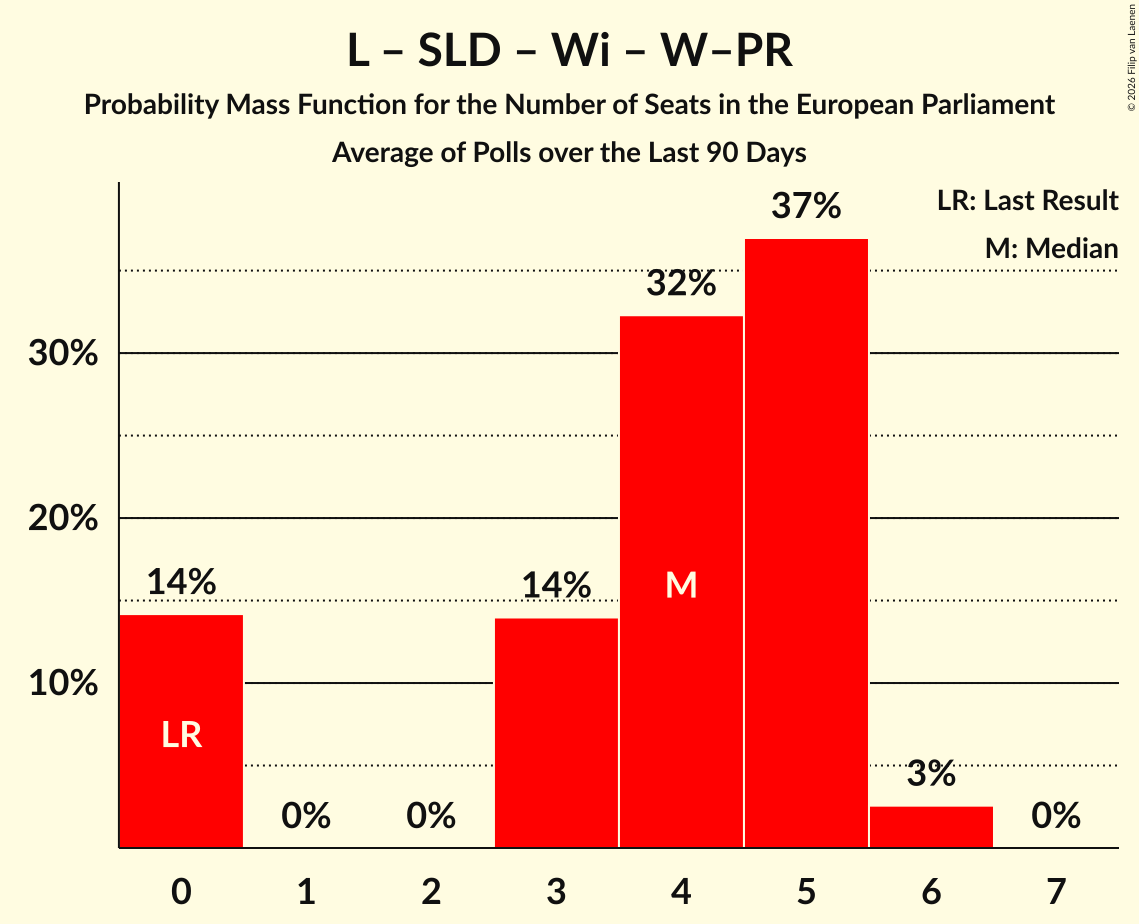 L – SLD – Wi – W–PR
Probability Mass Function for the Number of Seats in the European Parliament
Average of Polls over the Last 90 Days
© 2026 Filip van Laenen
LR: Last Result
M: Median
37%
32%
30%
20%
14%
14%
M
10%
LR
3%
0%
0%
0%
0 1 2 3 4 5 6 7